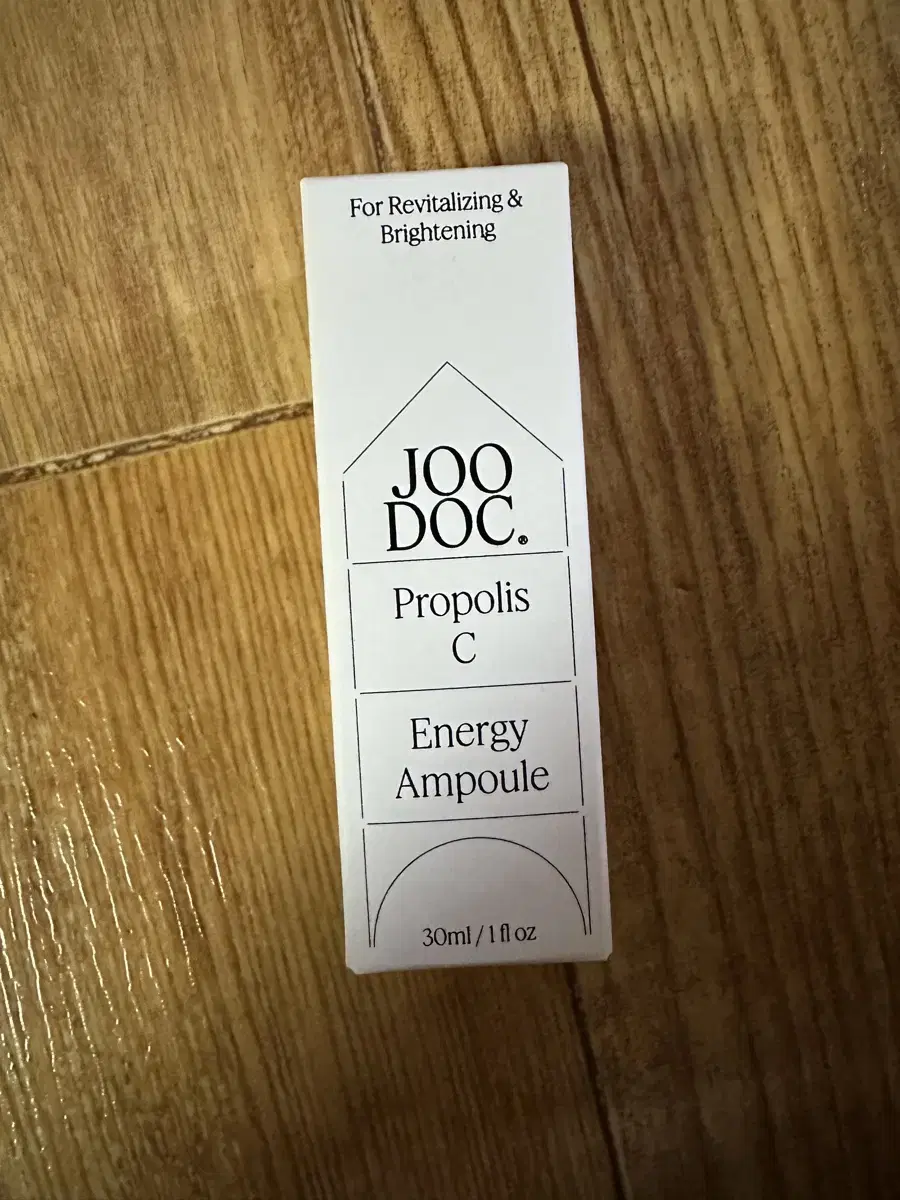 For Revitalizing &
Brightening
JOO
DOC.®
Propolis
C
Energy
Ampoule
30ml / 1 fl oz